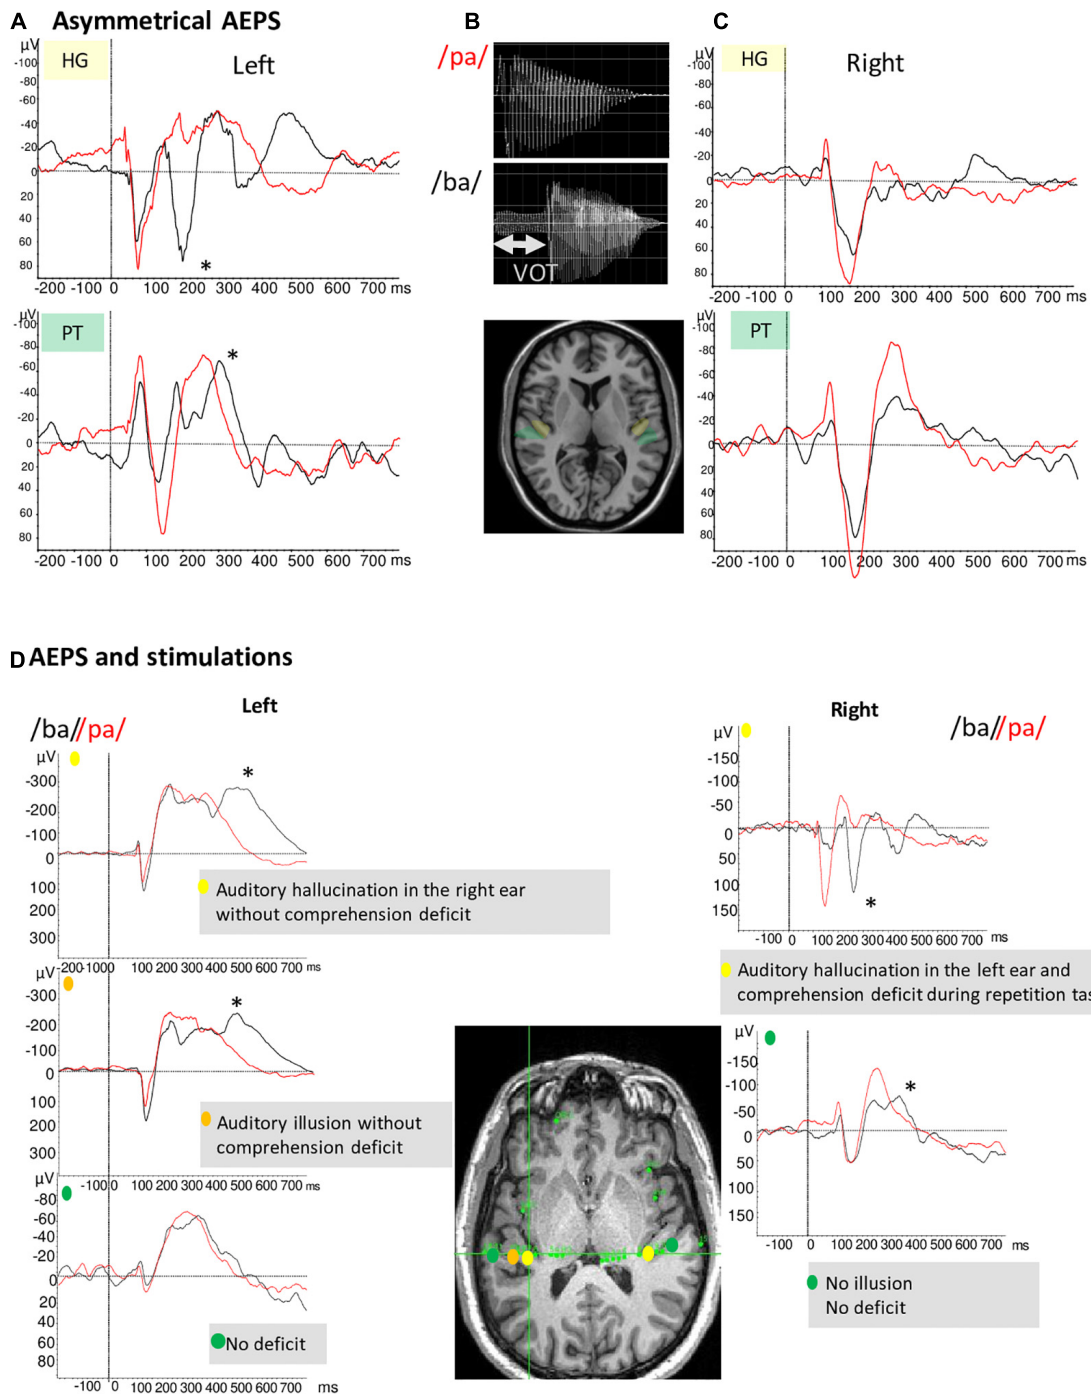 A Asymmetrical AEPS
B
C
µV
HG
Left
-100
-80
-60
-40
-20
0
20
40
60
80
*
-200 -100 0 100 200 300 400 500 600 700 ms
µV
PT
-100
-80
-60
-40
-20
0
20
40
60
80
*
-200 -100 0 100 200 300 400 500 600 700 ms
/pa/
/ba/
VOT
µV
HG
Right
-100
-80
-60
-40
-20
0
20
40
60
80
-200 -100 0 100 200 300 400 500 600 700 ms
µV
PT
-100
-80
-60
-40
-20
0
20
40
60
80
-200 -100 0 100 200 300 400 500 600 700 ms
D AEPS and stimulations
Left
/ba//pa/
µV
-300
-200
-100
0
100
200
300
*
-200 -100 0 100 200 300 400 500 600 700 ms
Auditory hallucination in the right ear
without comprehension deficit
µV
-300
-200
-100
0
100
200
300
*
-100 0 100 200 300 400 500 600 700 ms
Auditory illusion without
comprehension deficit
µV
-80
-60
-40
-20
0
20
40
60
80
-100 0 100 200 300 400 500 600 700 ms
No deficit
Right
/ba//pa/
µV
-150
-100
-50
0
50
100
150
*
-100 0 100 200 300 400 500 600 700 ms
Auditory hallucination in the left ear and
comprehension deficit during repetition tas
µV
-150
-100
-50
0
50
100
150
*
-100 0 100 200 300 400 500 600 700 ms
No illusion
No deficit